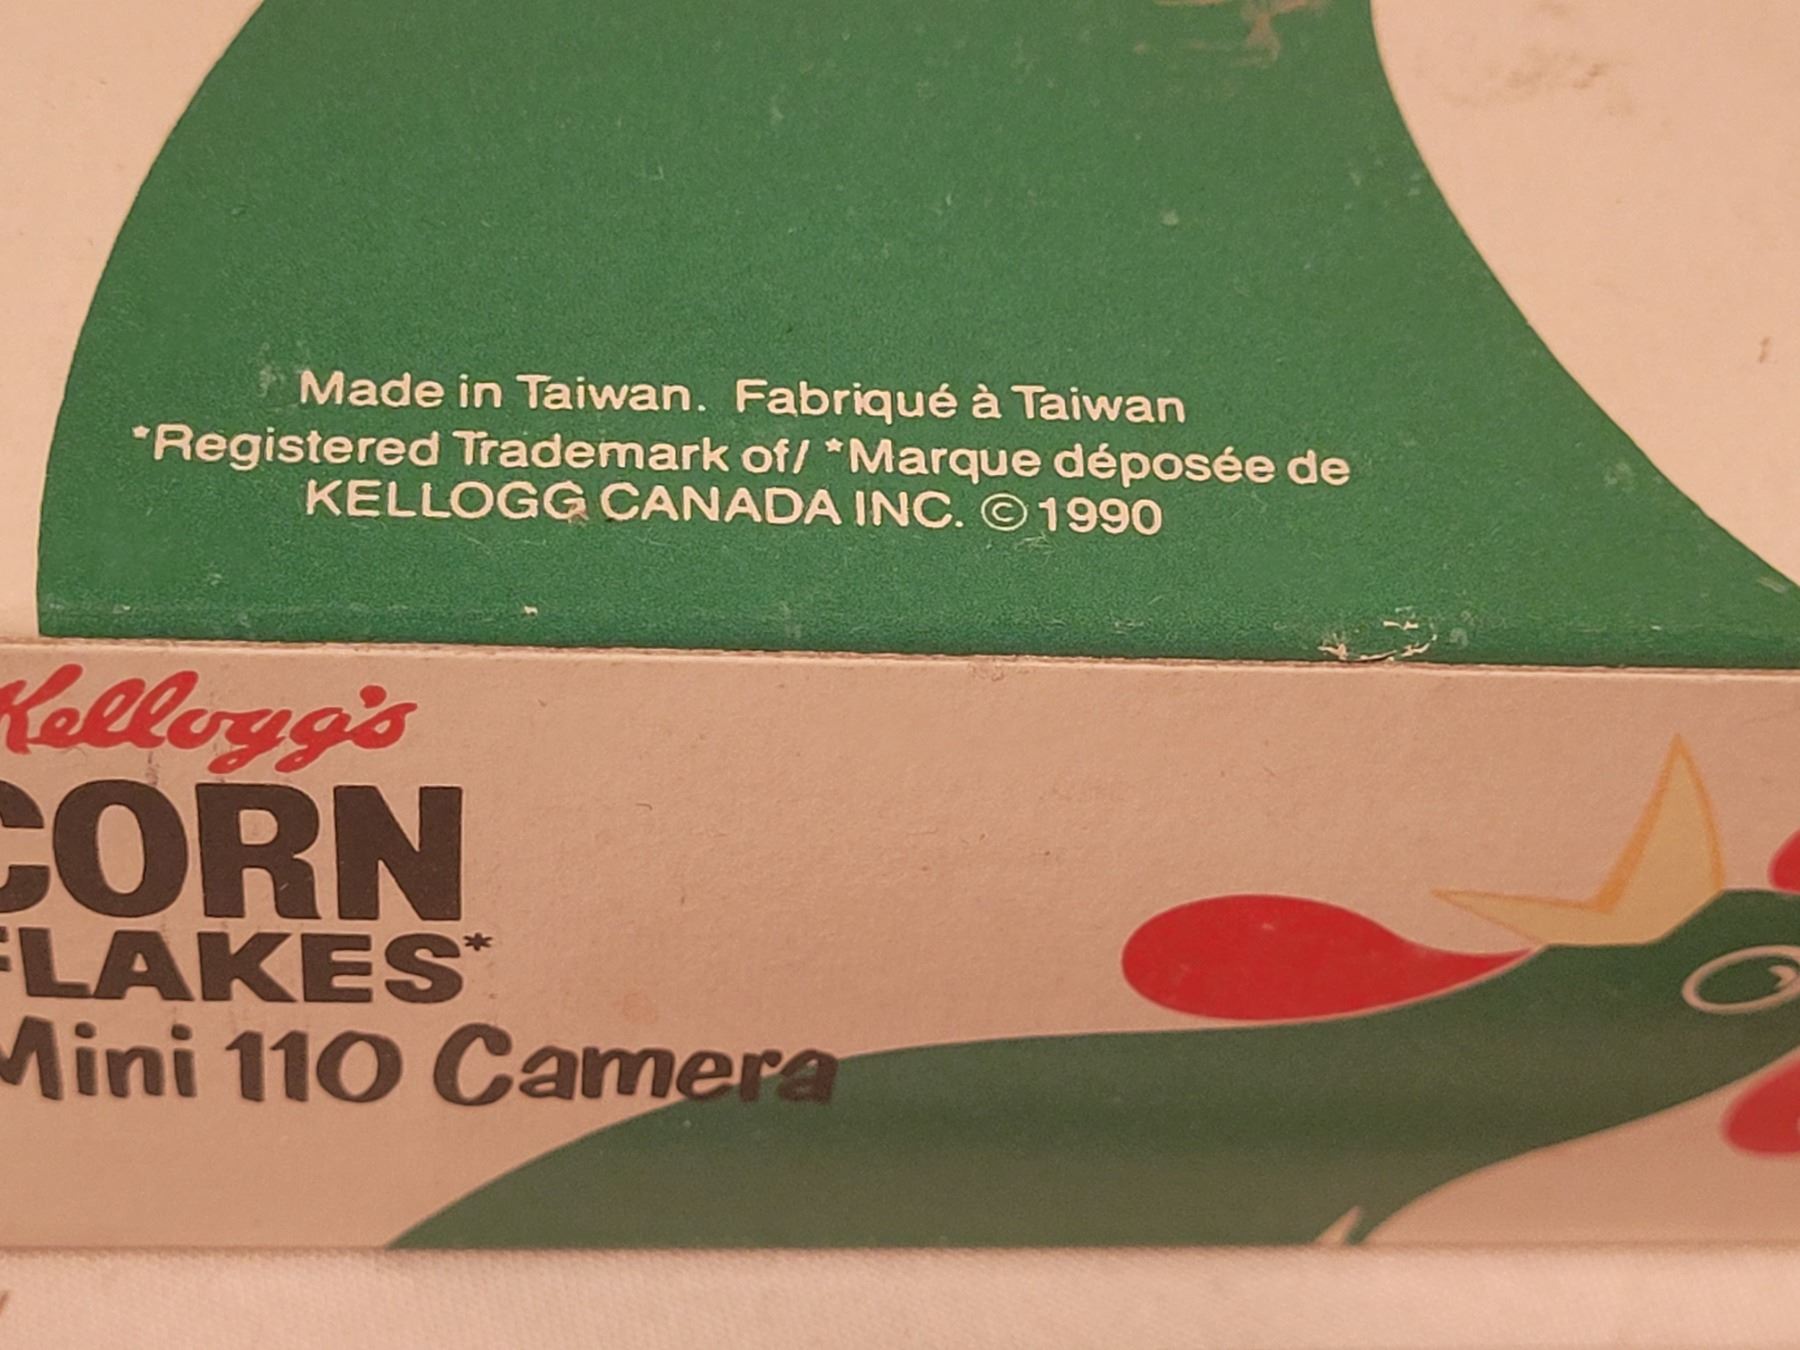 Made in Taiwan. Fabriqué à Taiwan
*Registered Trademark of/ *Marque déposée de
KELLOGG CANADA INC. © 1990
Kellogg's
CORN
FLAKES*
Mini 110 Camera